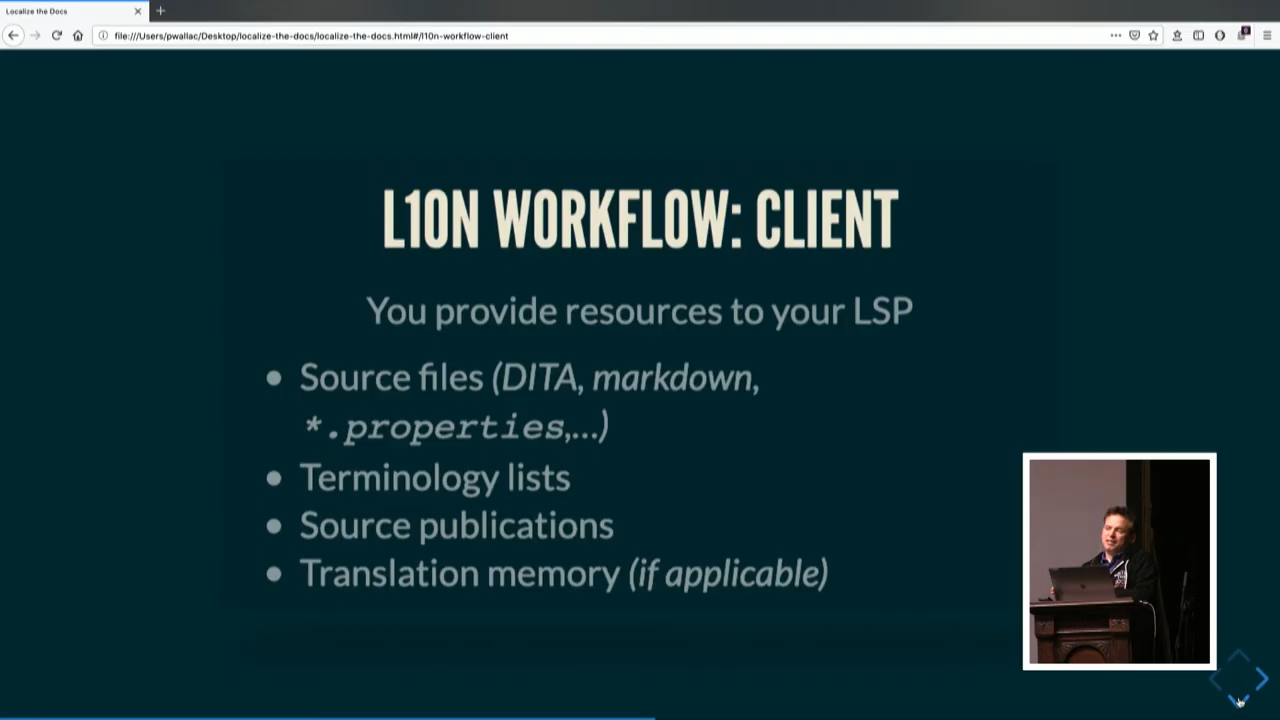 Localize the Docs
file:///Users/pwallac/Desktop/localize-the-docs/localize-the-docs.html#/l10n-workflow-client
L10N WORKFLOW: CLIENT
You provide resources to your LSP
• Source files (DITA, markdown,
*.properties,...)
• Terminology lists
• Source publications
• Translation memory (if applicable)